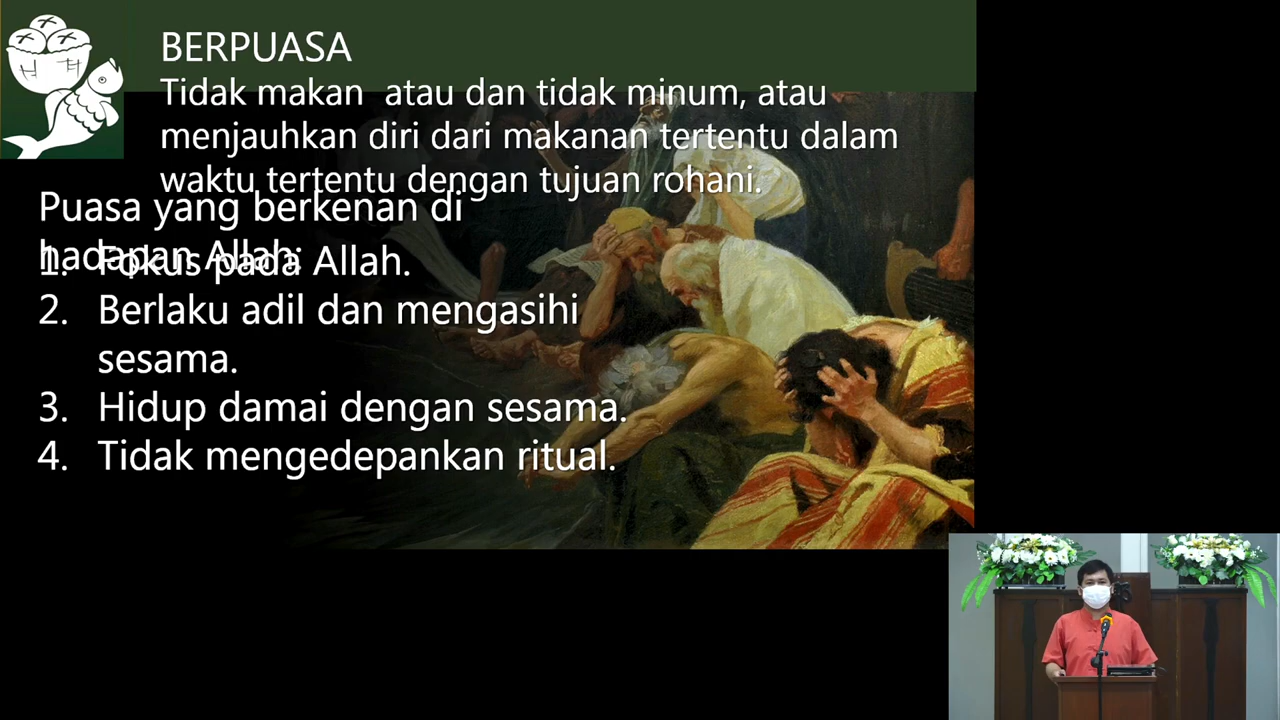 BERPUASA
Tidak makan atau dan tidak minum, atau
menjauhkan diri dari makanan tertentu dalam
waktu tertentu dengan tujuan rohani.
Puasa yang berkenan di
hadapan Allah:
1. Fokus pada Allah.
2. Berlaku adil dan mengasihi
sesama.
3. Hidup damai dengan sesama.
4. Tidak mengedepankan ritual.